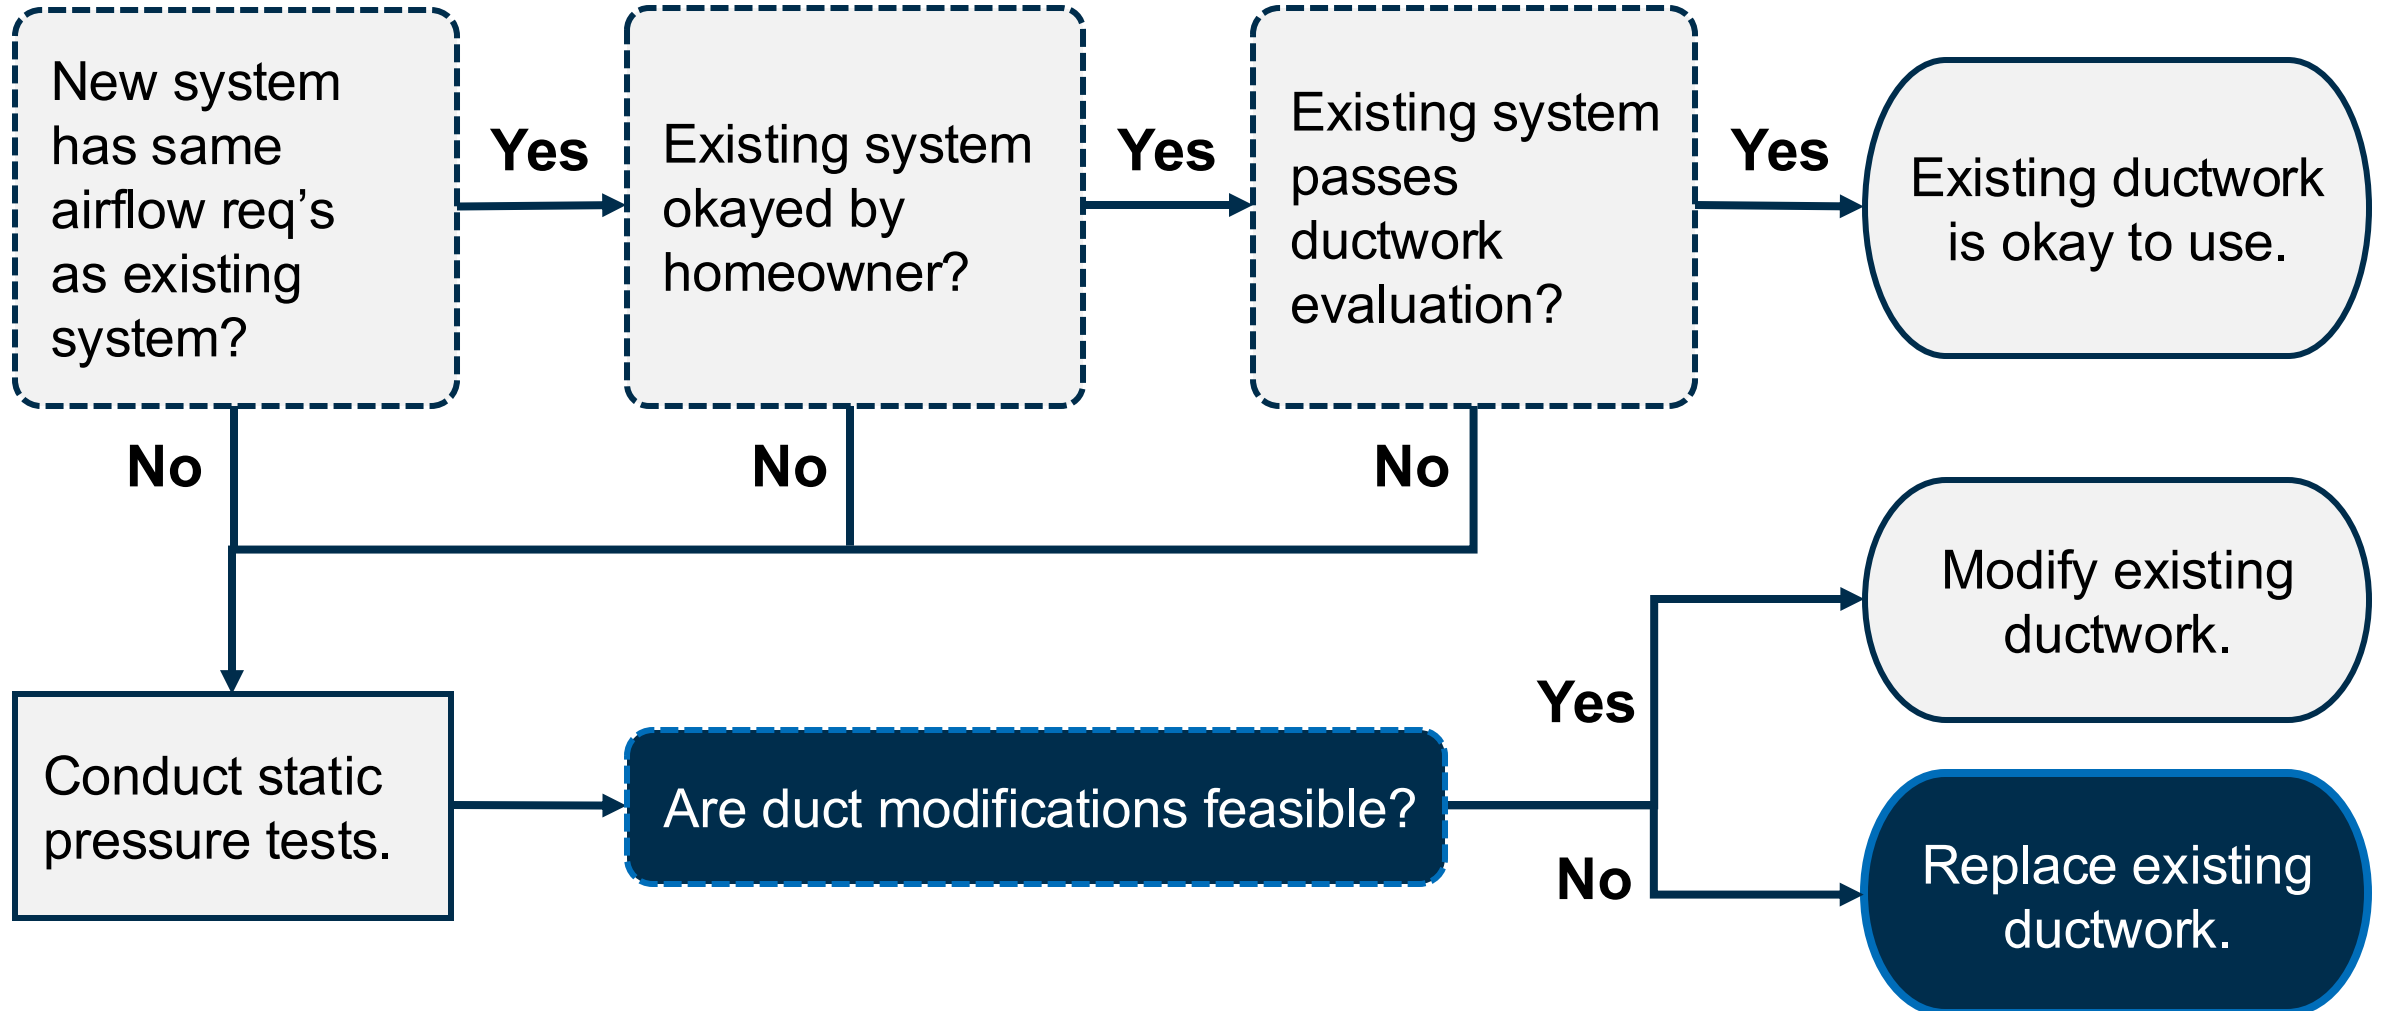 New system
has same
airflow req’s
as existing
system?
Yes
Existing system
okayed by
homeowner?
Yes
Existing system
passes
ductwork
evaluation?
Yes
Existing ductwork
is okay to use.
No
No
No
Conduct static
pressure tests.
Are duct modifications feasible?
Yes
Modify existing
ductwork.
No
Replace existing
ductwork.